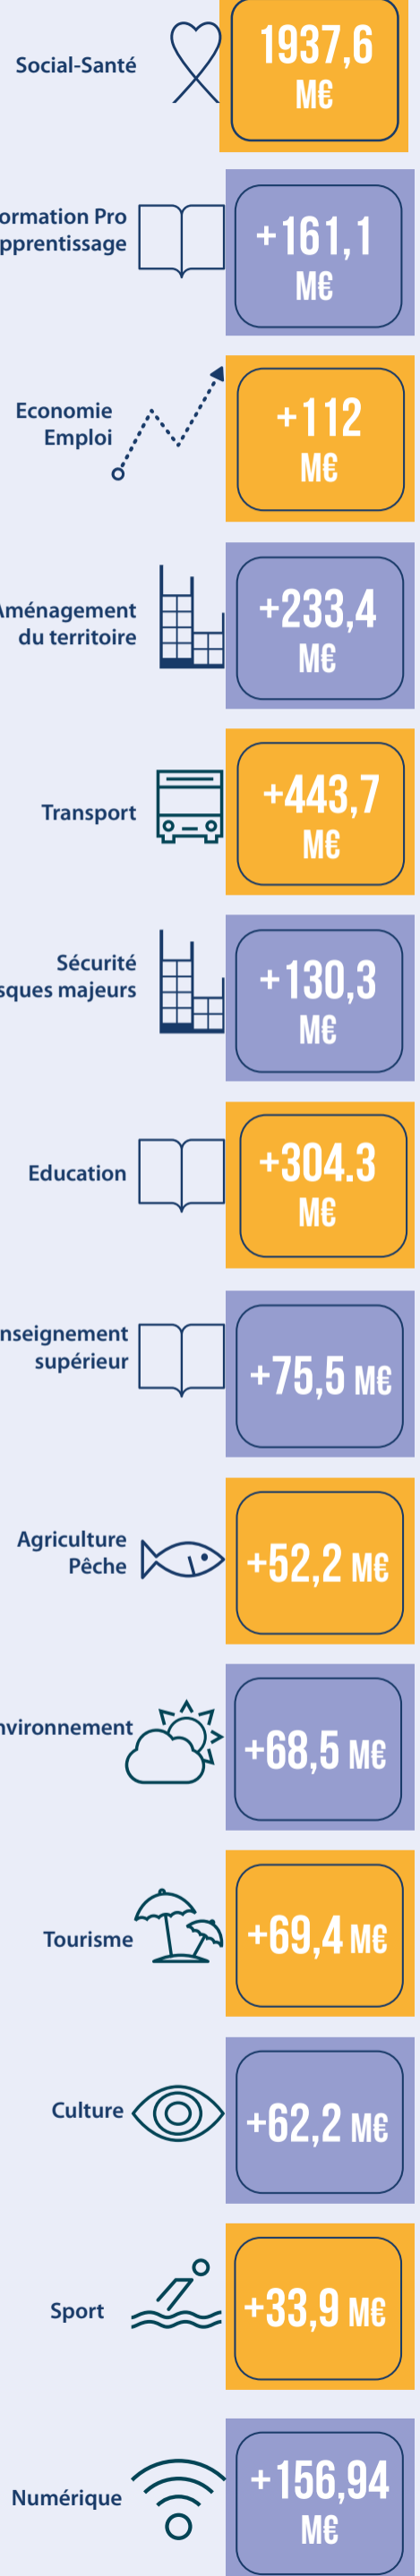 Social-Santé
1937,6
M€
ormation Pro
pprentissage
+161,1
M€
Economie
Emploi
+112
M€
Aménagement
du territoire
+233,4
M€
Transport
+443,7
M€
Sécurité
sques majeurs
+130,3
M€
Education
+304.3
M€
nseignement
supérieur
+75,5 M€
Agriculture
Pêche
+52,2 M€
nvironnement
+68,5 M€
Tourisme
+69,4 M€
Culture
+62,2 M€
Sport
+33,9 M€
Numérique
+156,94
M€